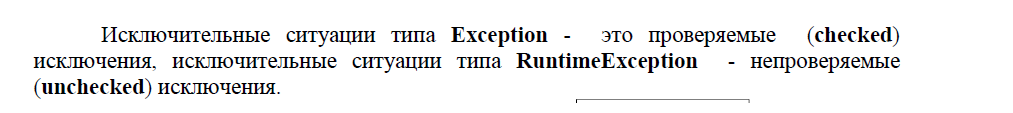 Исключительные ситуации типа Exception - это проверяемые (checked)
исключения, исключительные ситуации типа RuntimeException - непроверяемые
(unchecked) исключения.